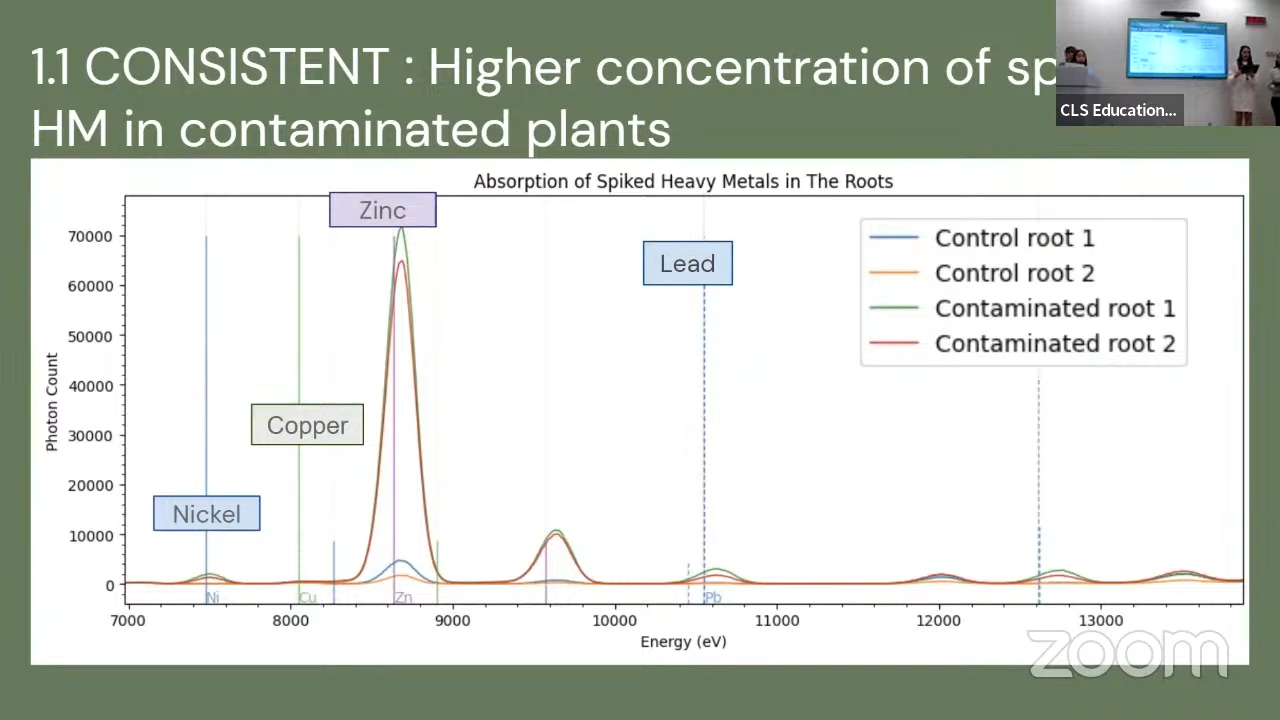 1.1 CONSISTENT : Higher concentration of sp
HM in contaminated plants
CLS Education...
Absorption of Spiked Heavy Metals in The Roots
Zinc
Lead
Copper
Nickel
Control root 1
Control root 2
Contaminated root 1
Contaminated root 2
Photon Count
70000
60000
50000
40000
30000
20000
10000
0
Ni
Cu
Zn
Pb
7000
8000
9000
10000
11000
12000
13000
Energy (eV)
zoom